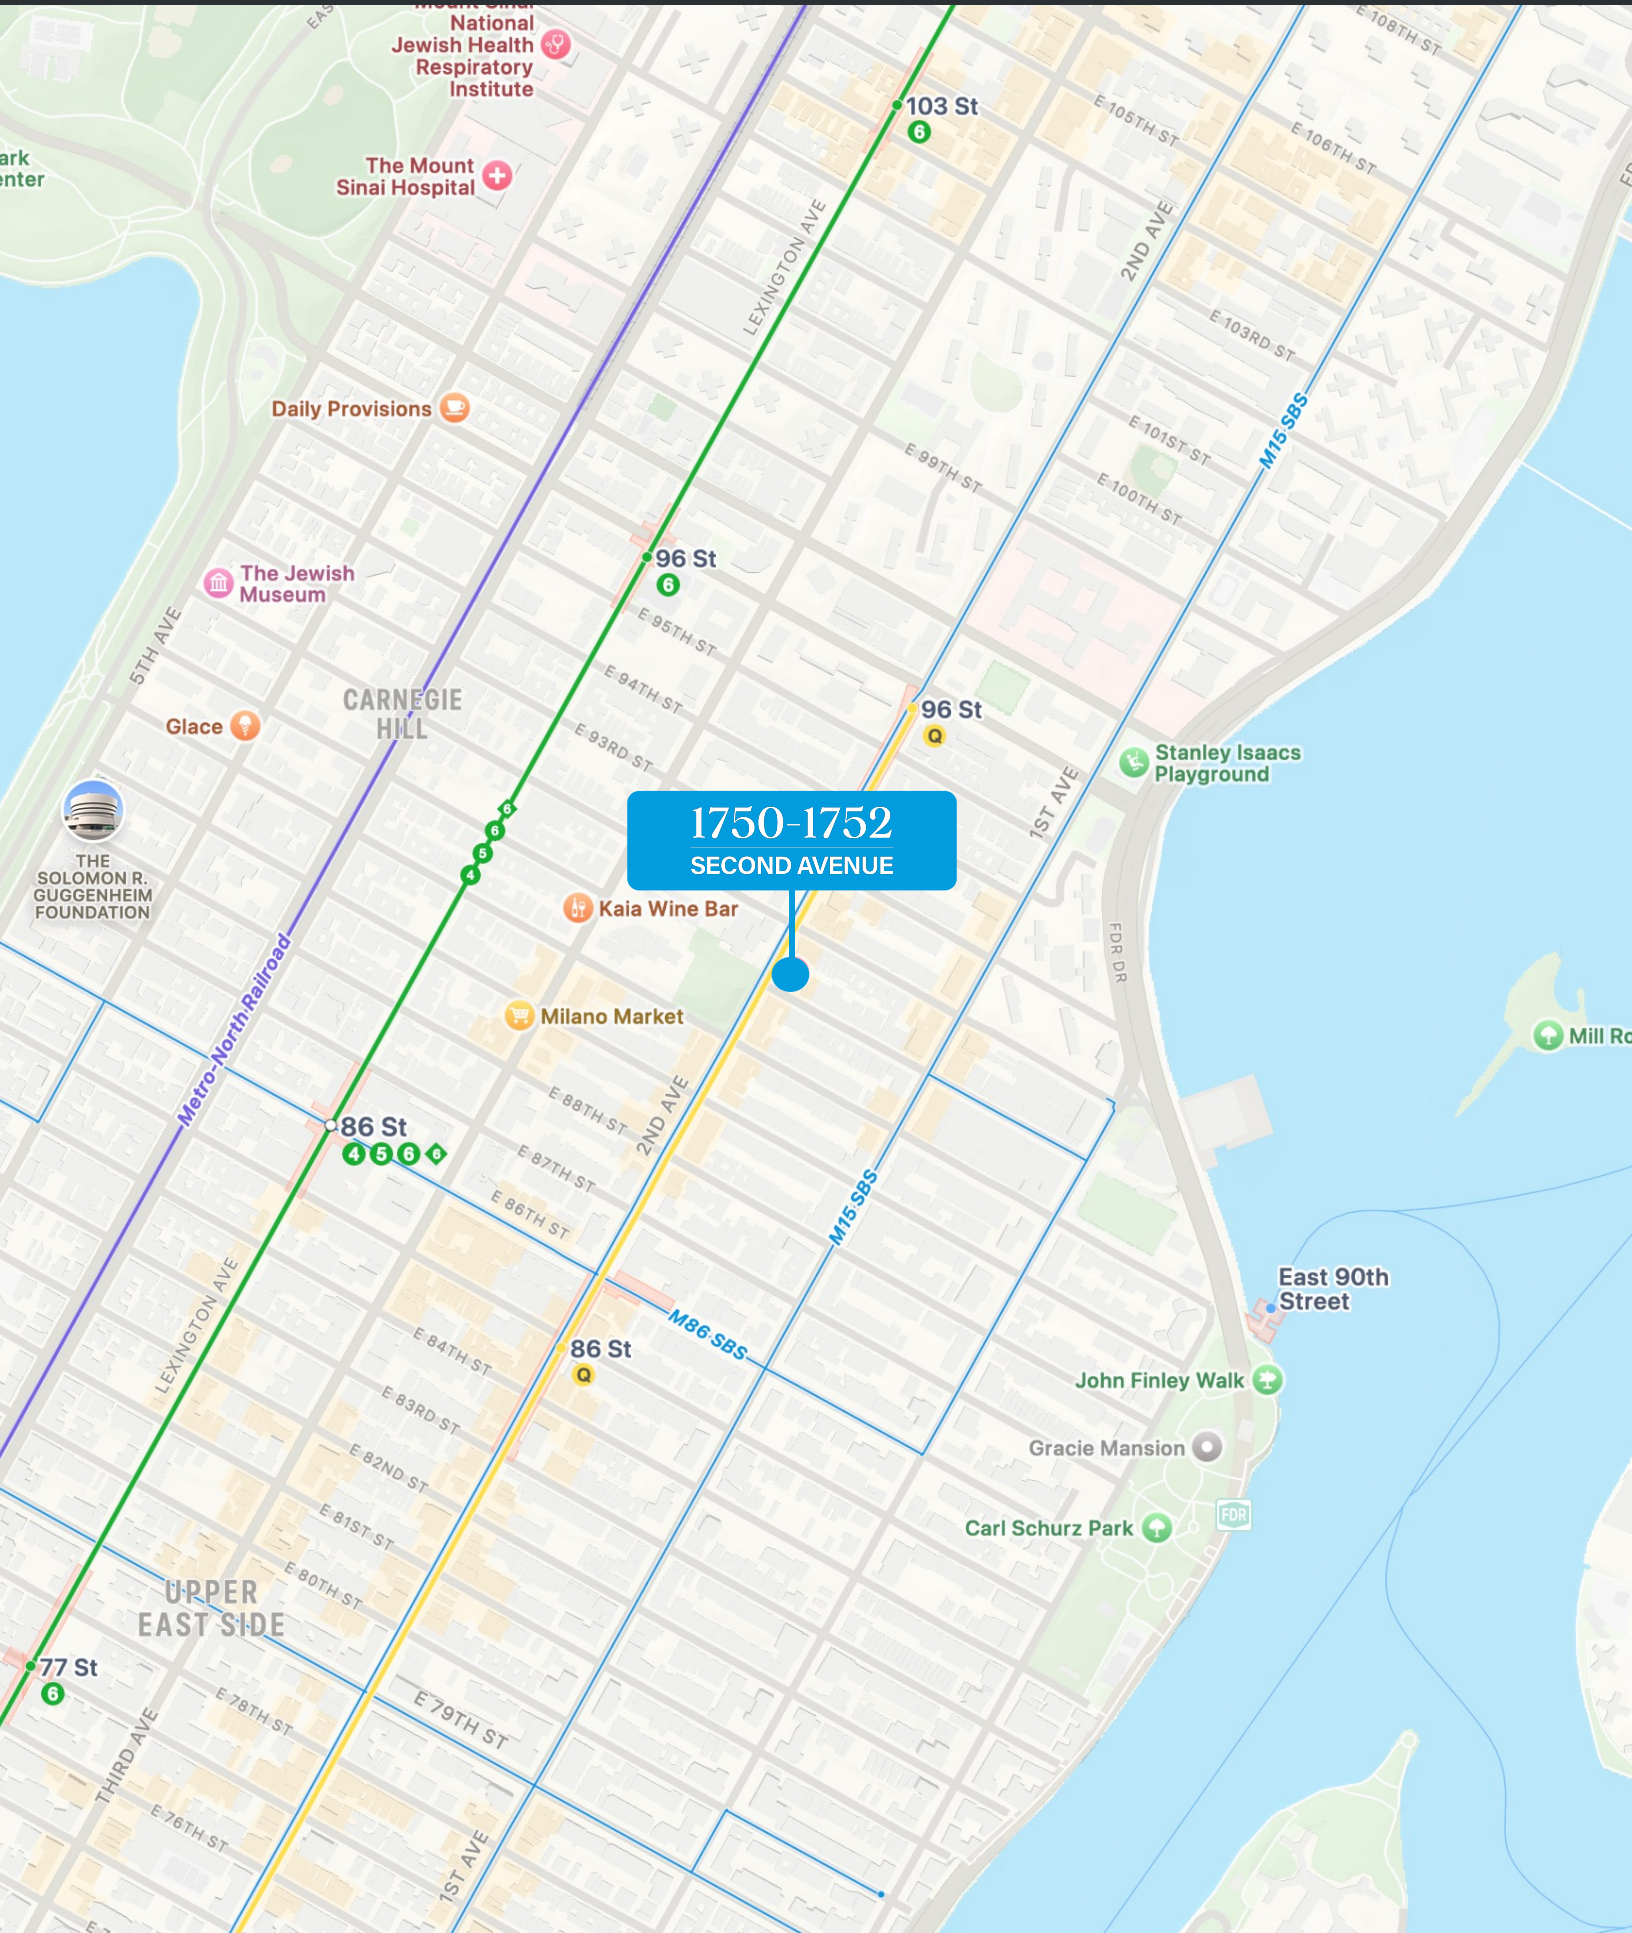 National
Jewish Health
Respiratory
Institute
108TH ST
103 St
6
E 105TH ST
E 106TH ST
The Mount
Sinai Hospital
LEXINGTON AVE
2ND AVE
E 103RD ST
Daily Provisions
M15 SBS
E 101ST ST
E 99TH ST
E 100TH ST
96 St
6
The Jewish
Museum
5TH AVE
E 95TH ST
E 94TH ST
CARNEGIE
HILL
96 St
Q
Glace
E 93RD ST
Stanley Isaacs
Playground
1ST AVE
6
6
5
4
1750-1752
SECOND AVENUE
THE
SOLOMON R.
GUGGENHEIM
FOUNDATION
Kaia Wine Bar
FDR DR
Metro-North Railroad
Milano Market
Mill
86 St
4 5 6 6
E 88TH ST
2ND AVE
E 87TH ST
E 86TH ST
M15 SBS
East 90th
Street
LEXINGTON AVE
M86 SBS
E 84TH ST
86 St
Q
John Finley Walk
E 83RD ST
Gracie Mansion
E 82ND ST
FDR
E 81ST ST
Carl Schurz Park
E 80TH ST
UPPER
EAST SIDE
77 St
6
E 78TH ST
E 79TH ST
THIRD AVE
E 76TH ST
1ST AVE